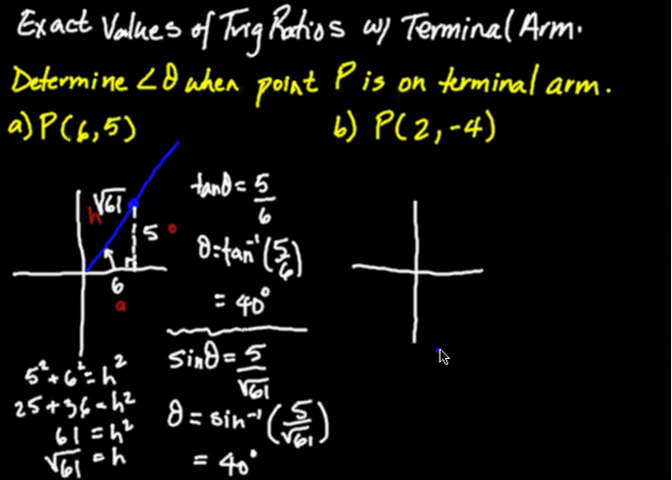 Exact Values of Trig Ratios w/ Terminal Arm.
Determine ∠θ when point P is on terminal arm.
a) P(6,5)
b) P(2,-4)
h √61
5 o
6
a
tanθ = 5/6
θ = tan⁻¹(5/6)
= 40°
sinθ = 5/√61
θ = sin⁻¹(5/√61)
= 40°
5² + 6² = h²
25 + 36 = h²
61 = h²
√61 = h